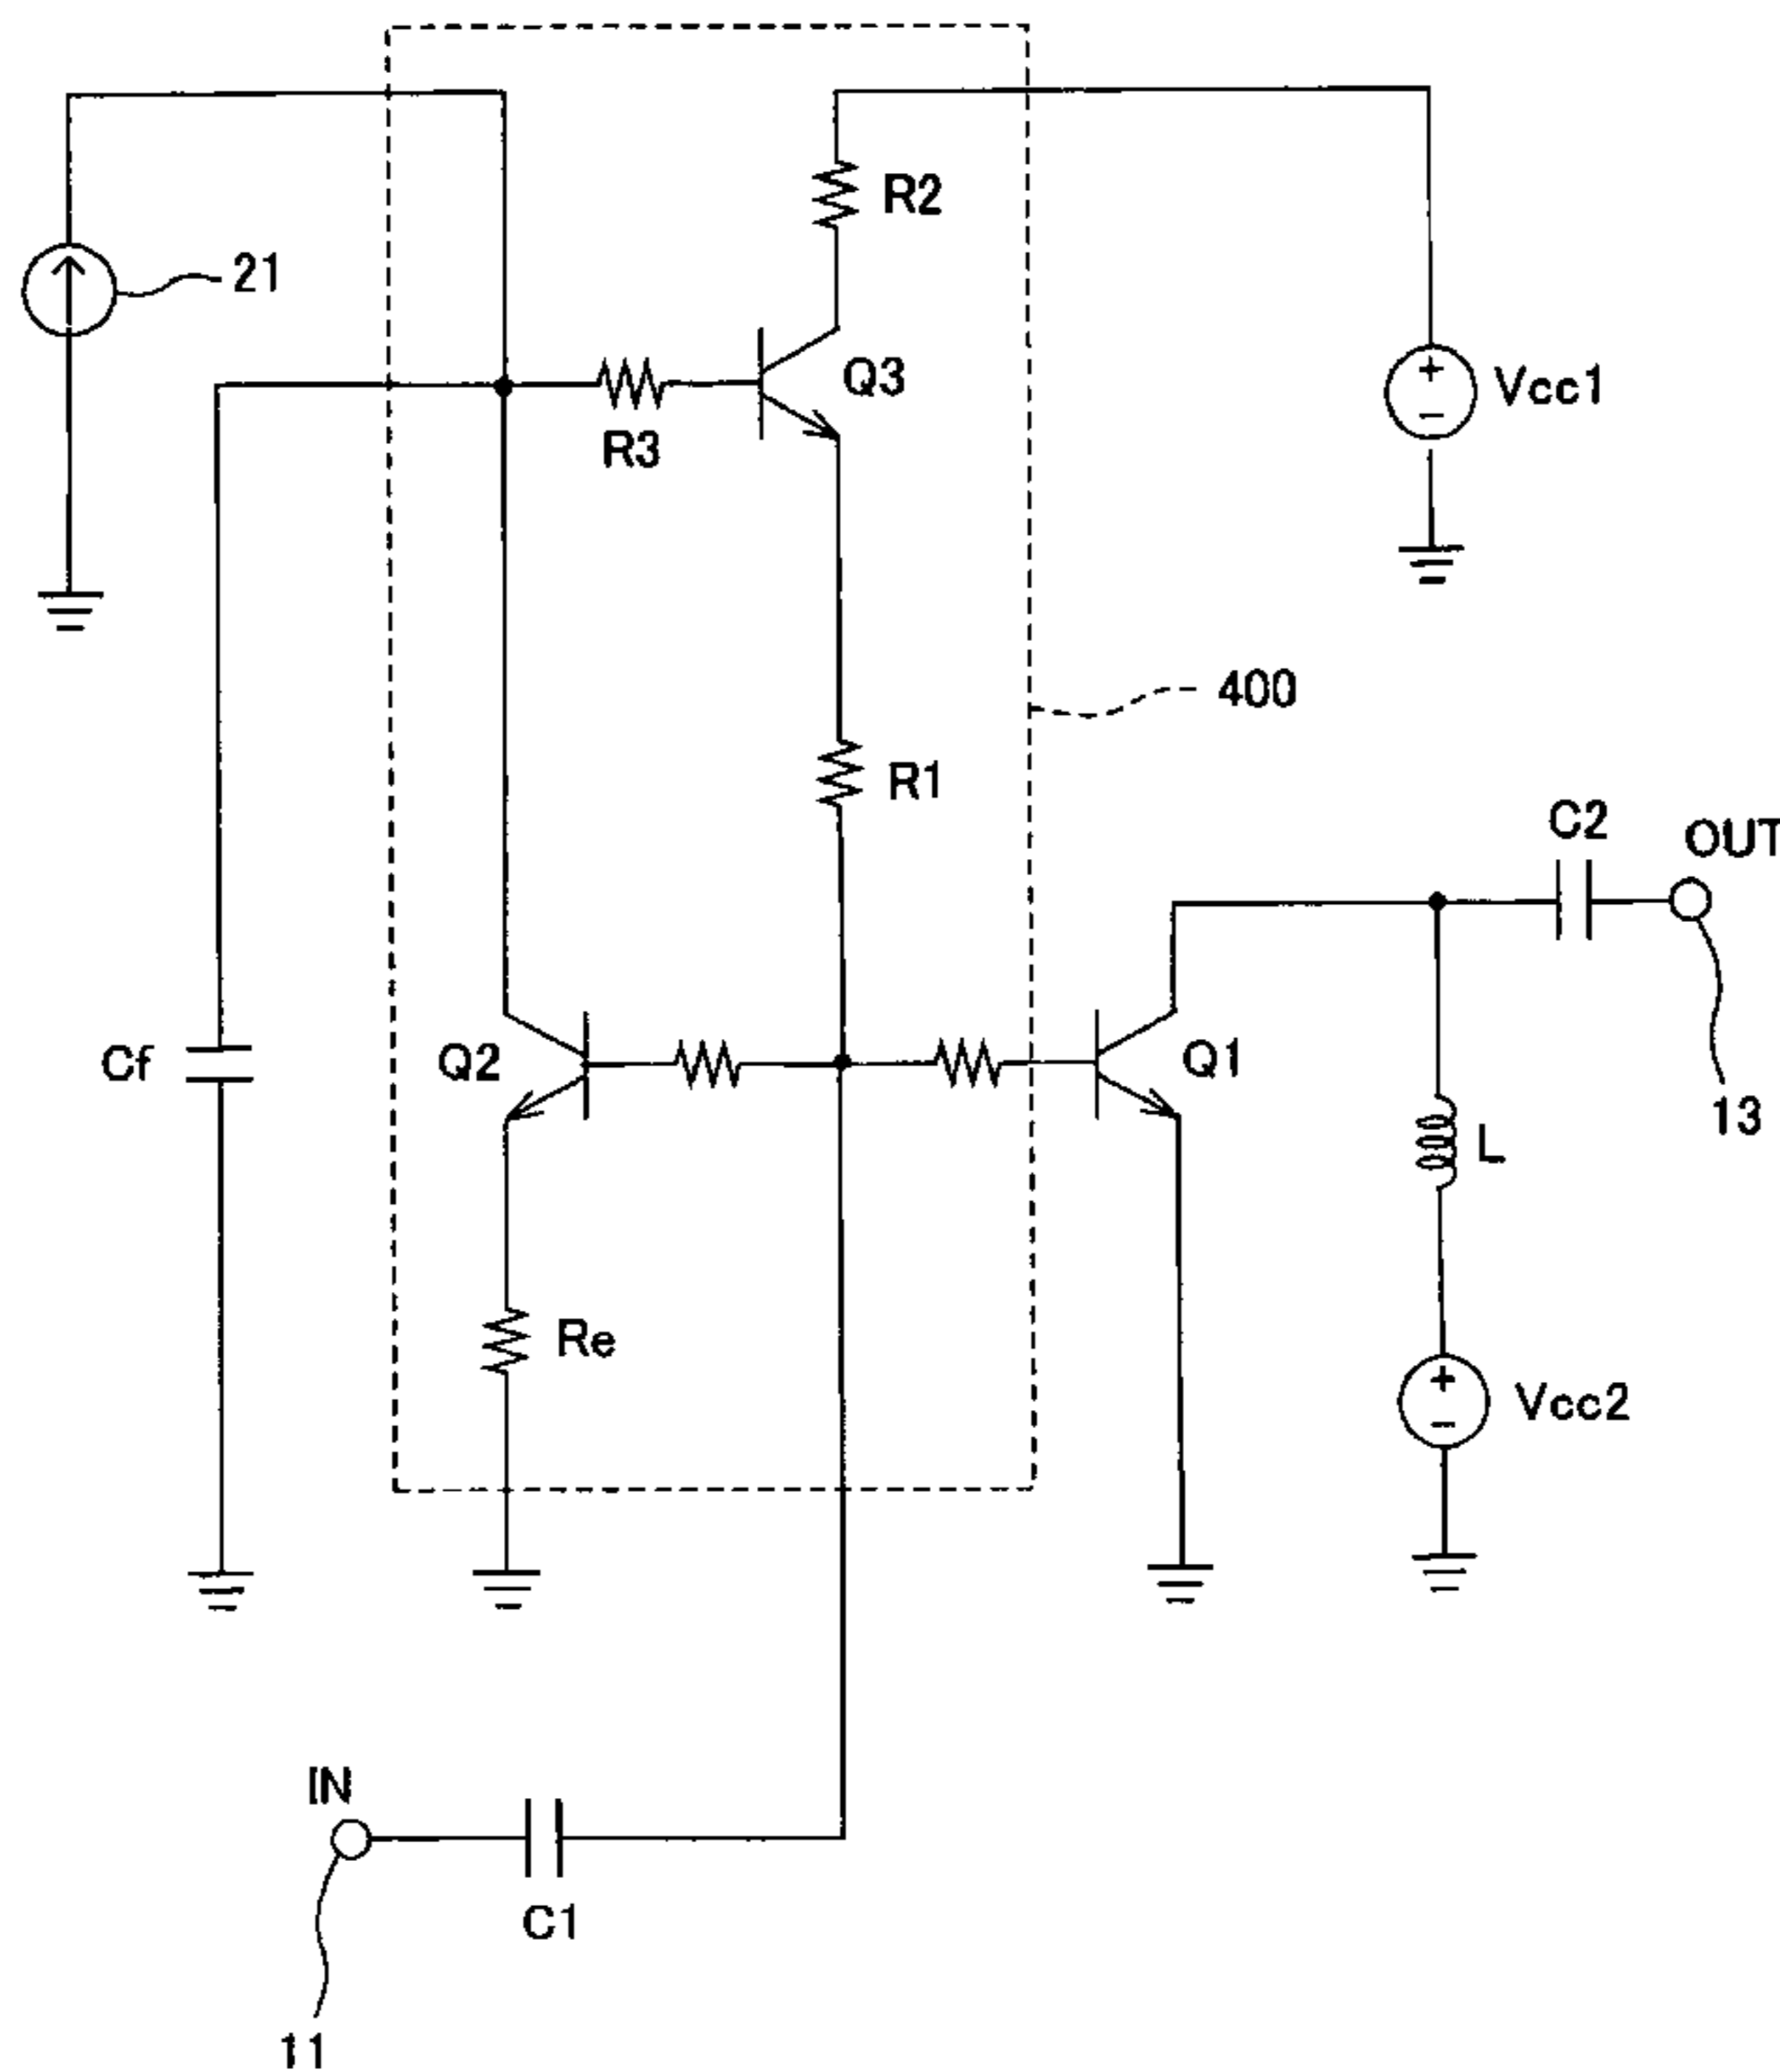 R2
21
Q3
Vcc1
R3
400
R1
C2
OUT
Cf
Q2
Q1
13
L
Re
Vcc2
IN
C1
11